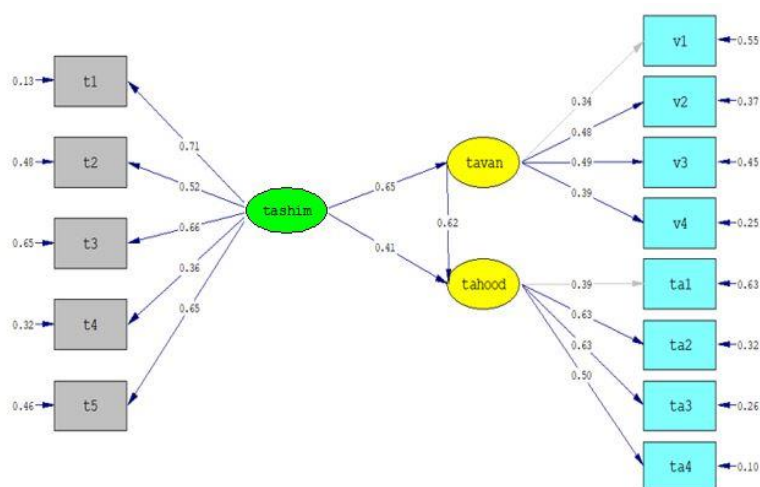 v1
0.55
0.13
t1
0.34
v2
0.37
0.71
0.48
0.48
t2
tavan
0.49
v3
0.45
0.52
0.65
0.39
tashim
v4
0.25
0.66
0.65
t3
0.62
0.41
0.36
tahood
0.39
ta1
0.63
0.65
0.32
t4
0.63
ta2
0.32
0.63
0.50
0.46
t5
ta3
0.26
ta4
0.10